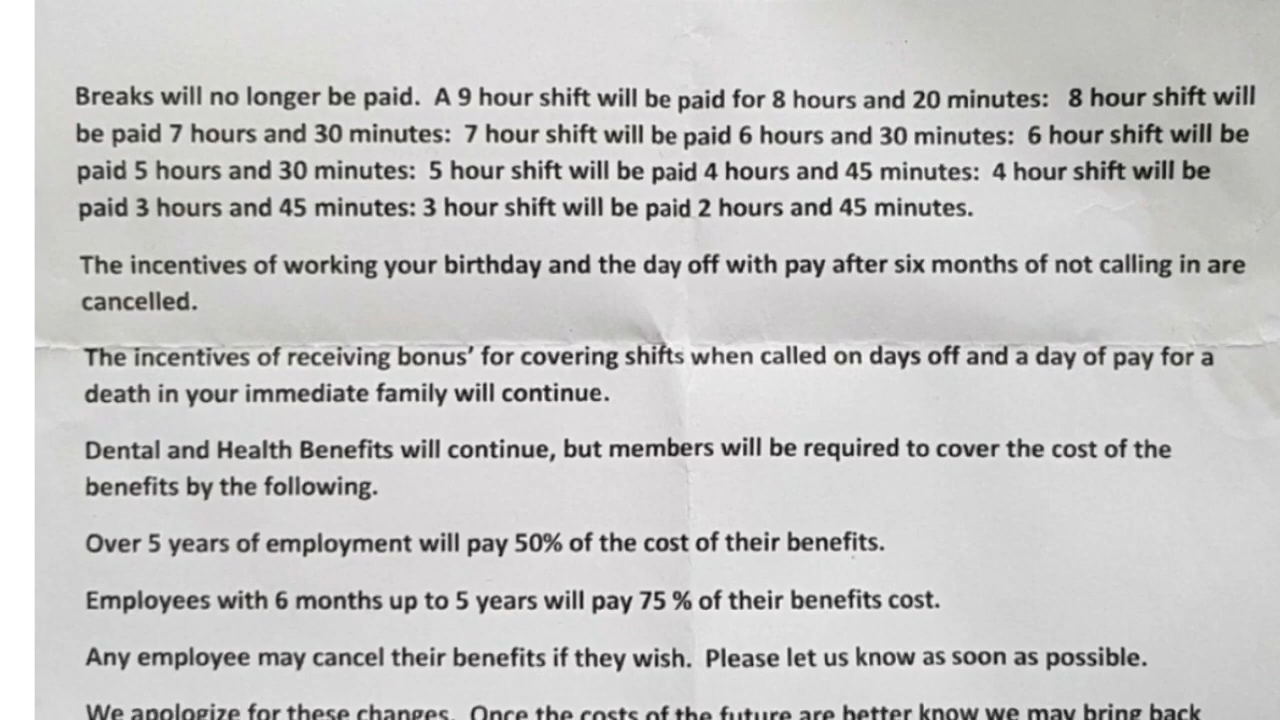 Breaks will no longer be paid.  A 9 hour shift will be paid for 8 hours and 20 minutes:   8 hour shift will
be paid 7 hours and 30 minutes:  7 hour shift will be paid 6 hours and 30 minutes:  6 hour shift will be
paid 5 hours and 30 minutes:  5 hour shift will be paid 4 hours and 45 minutes:  4 hour shift will be
paid 3 hours and 45 minutes: 3 hour shift will be paid 2 hours and 45 minutes.
The incentives of working your birthday and the day off with pay after six months of not calling in are
cancelled.
The incentives of receiving bonus’ for covering shifts when called on days off and a day of pay for a
death in your immediate family will continue.
Dental and Health Benefits will continue, but members will be required to cover the cost of the
benefits by the following.
Over 5 years of employment will pay 50% of the cost of their benefits.
Employees with 6 months up to 5 years will pay 75 % of their benefits cost.
Any employee may cancel their benefits if they wish.  Please let us know as soon as possible.
We apologize for these changes.  Once the costs of the future are better know we may bring back